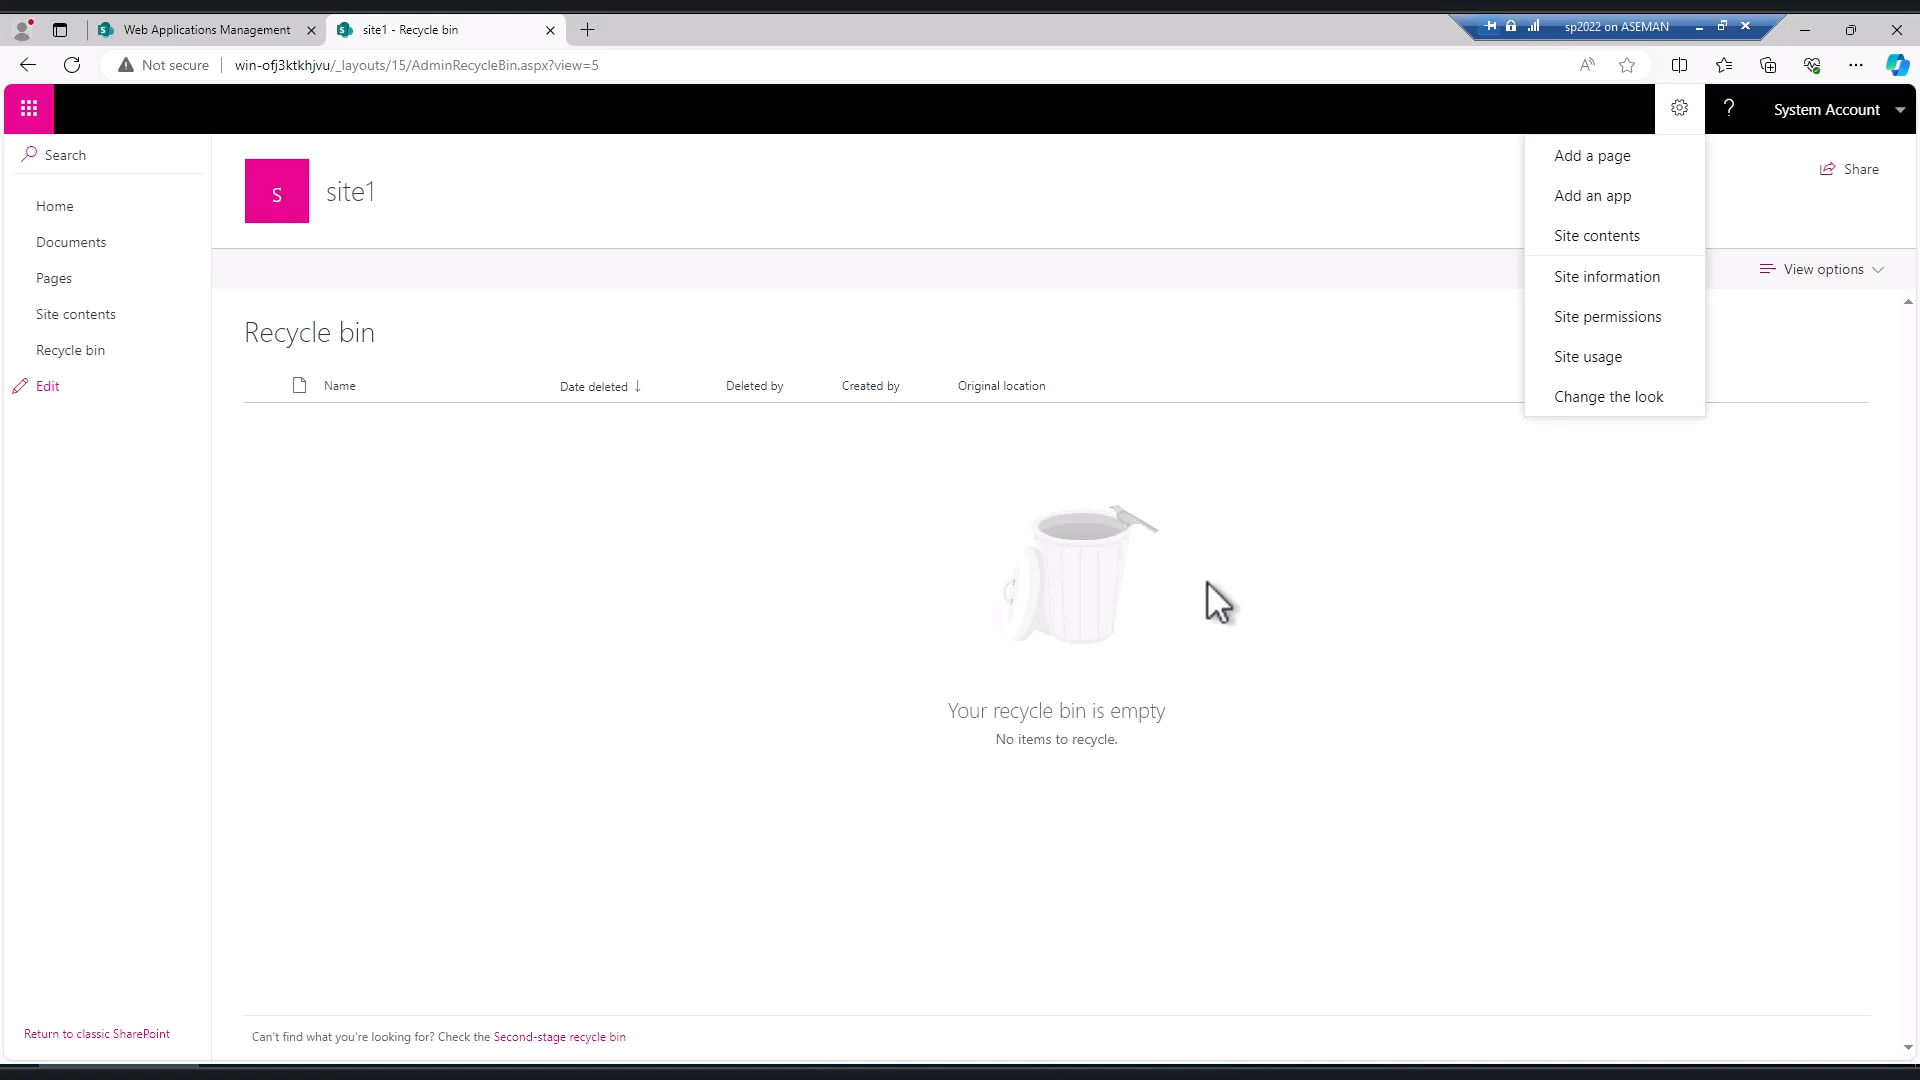 Web Applications Management
site1 - Recycle bin
sp2022 on ASEMAN
Not secure
win-ofj3ktkhjvu/_layouts/15/AdminRecycleBin.aspx?view=5
?
System Account
Search
Home
Documents
Pages
Site contents
Recycle bin
Edit
s
site1
Share
View options
Add a page
Add an app
Site contents
Site information
Site permissions
Site usage
Change the look
Recycle bin
Name
Date deleted ↓
Deleted by
Created by
Original location
Your recycle bin is empty
No items to recycle.
Return to classic SharePoint
Can't find what you're looking for? Check the Second-stage recycle bin